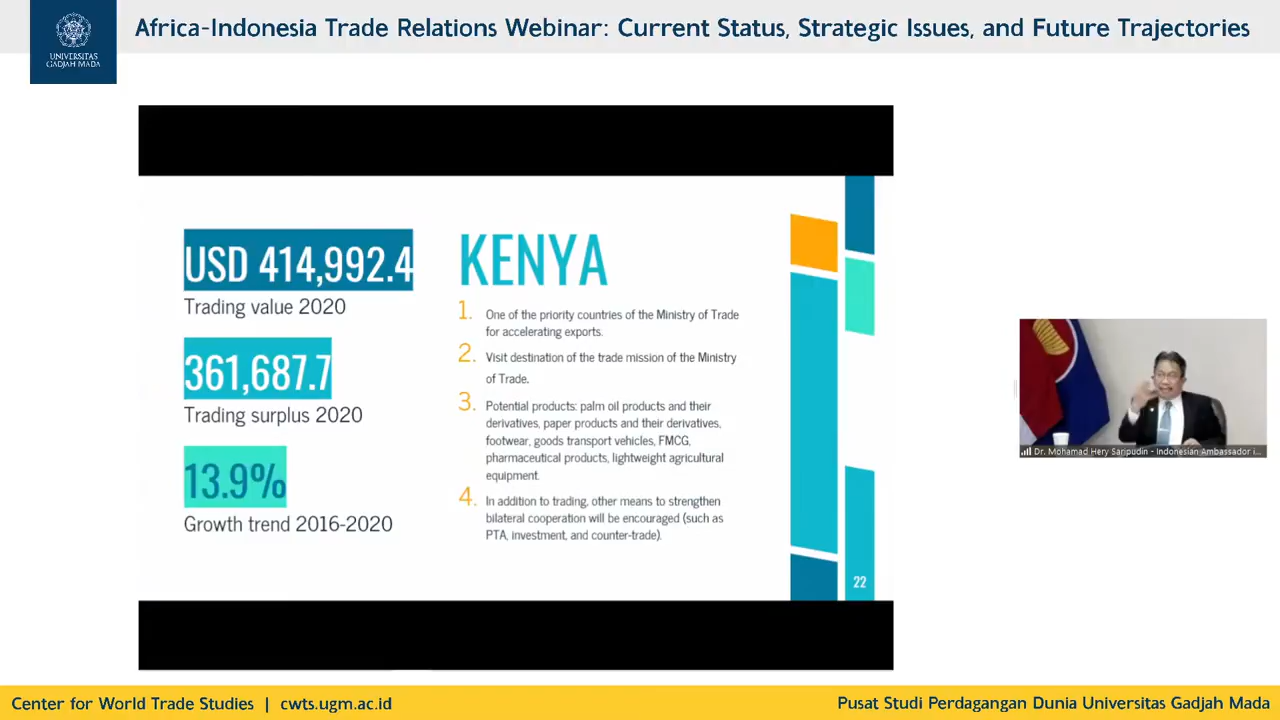 Africa-Indonesia Trade Relations Webinar: Current Status, Strategic Issues, and Future Trajectories
UNIVERSITAS
GADJAH MADA
USD 414,992.4
Trading value 2020
361,687.7
Trading surplus 2020
13.9%
Growth trend 2016-2020
KENYA
1. One of the priority countries of the Ministry of Trade
for accelerating exports.
2. Visit destination of the trade mission of the Ministry
of Trade.
3. Potential products: palm oil products and their
derivatives, paper products and their derivatives,
footwear, goods transport vehicles, FMCG,
pharmaceutical products, lightweight agricultural
equipment.
4. In addition to trading, other means to strengthen
bilateral cooperation will be encouraged (such as
PTA, investment, and counter-trade).
22
Dr. Mohamad Hery Saripudin - Indonesian Ambassador i...
Center for World Trade Studies | cwts.ugm.ac.id
Pusat Studi Perdagangan Dunia Universitas Gadjah Mada